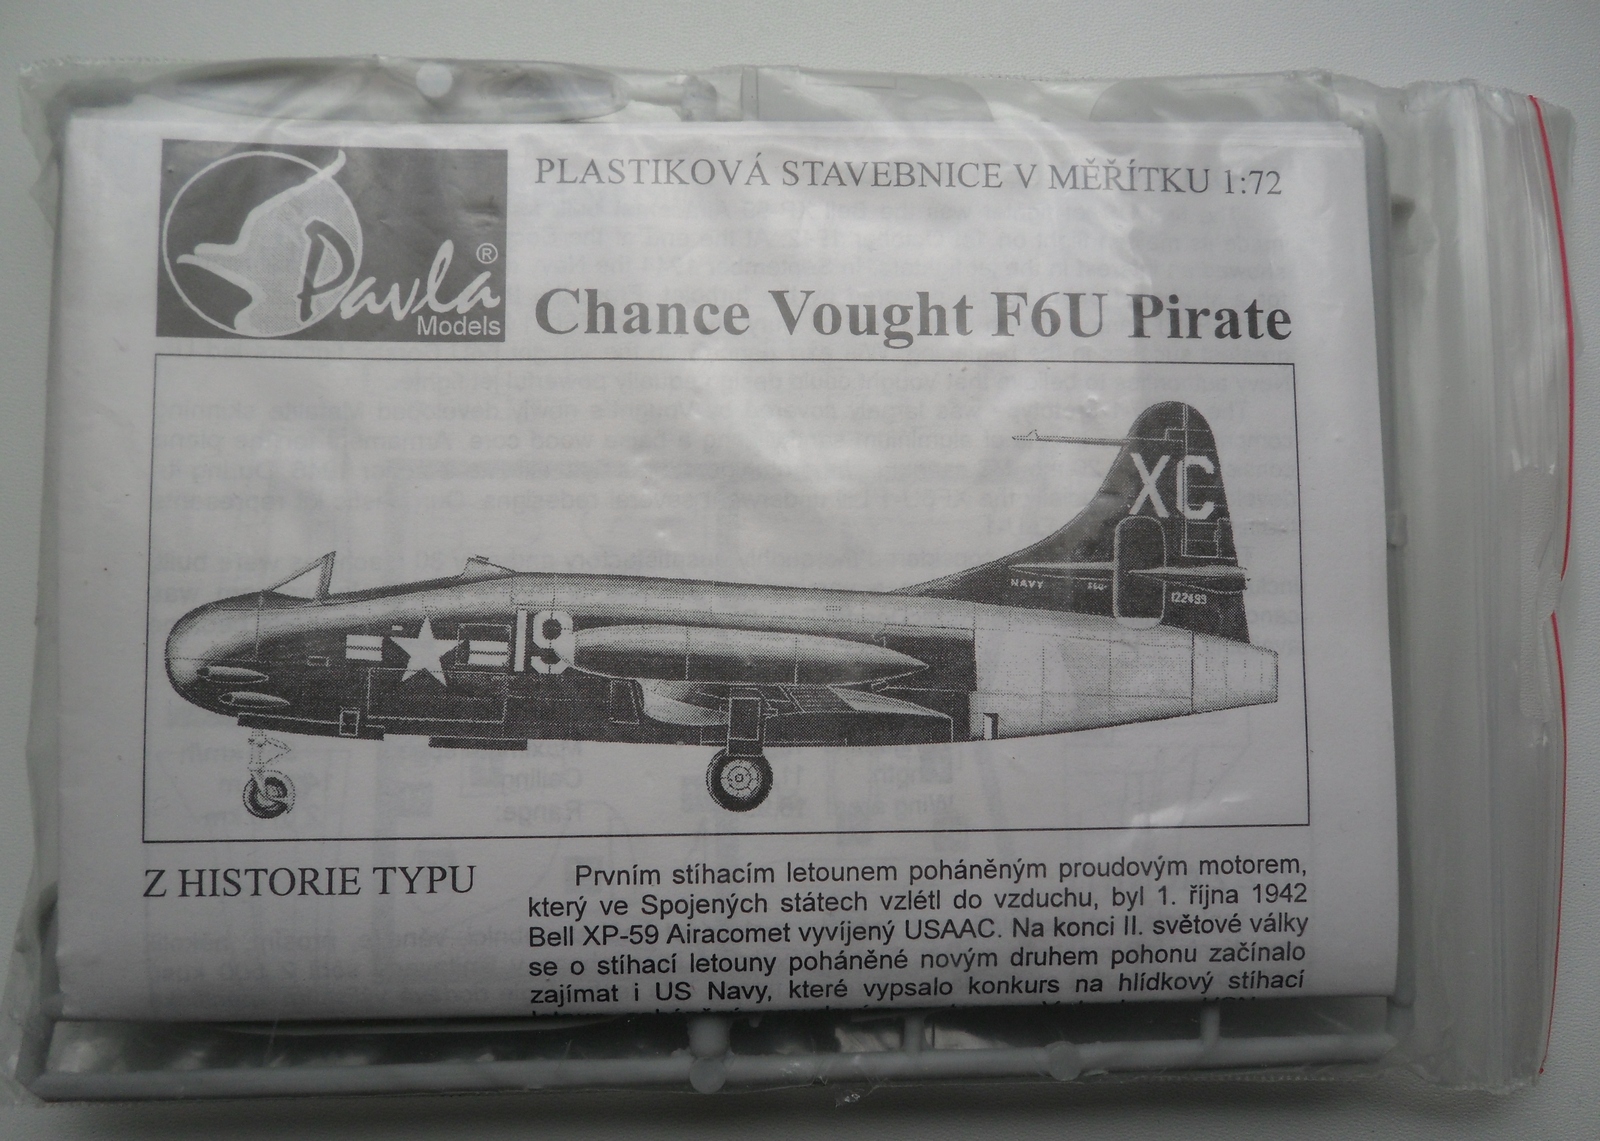 PLASTIKOVÁ STAVEBNICE V MĚŘÍTKU 1:72
Pavla®
Models
Chance Vought F6U Pirate
XC
NAVY
122499
19
Z HISTORIE TYPU
Prvním stíhacím letounem poháněným proudovým motorem,
který ve Spojených státech vzlétl do vzduchu, byl 1. října 1942
Bell XP-59 Airacomet vyvíjený USAAC. Na konci II. světové války
se o stíhací letouny poháněné novým druhem pohonu začínalo
zajímat i US Navy, které vypsalo konkurs na hlídkový stíhací